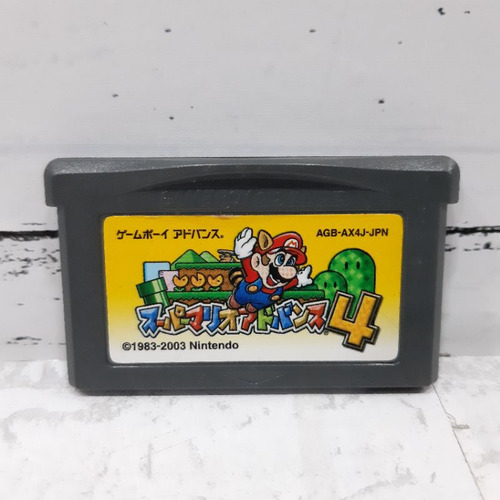 ゲームボーイ アドバンス® AGB-AX4J-JPN
スーパーマリオアドバンス®4
©1983-2003 Nintendo